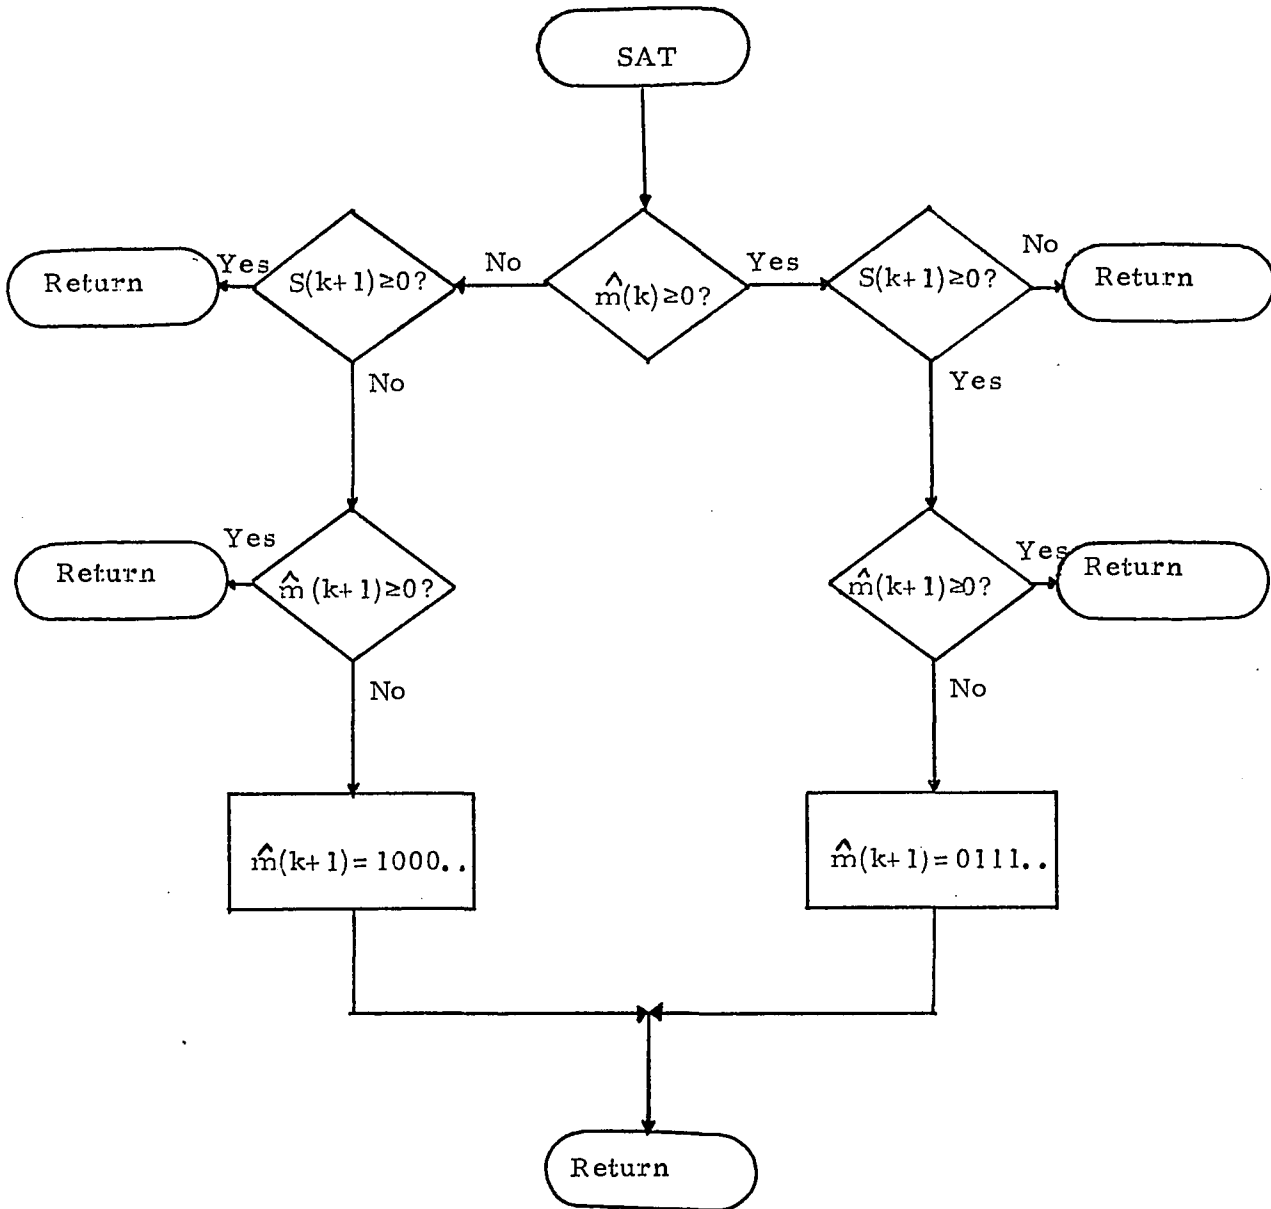 SAT
Return
Yes
S(k+1)≥0?
No
m̂(k)≥0?
Yes
S(k+1)≥0?
No
Return
No
Yes
Return
Yes
m̂(k+1)≥0?
m̂(k+1)≥0?
Yes
Return
No
No
m̂(k+1)=1000..
m̂(k+1)=0111..
Return